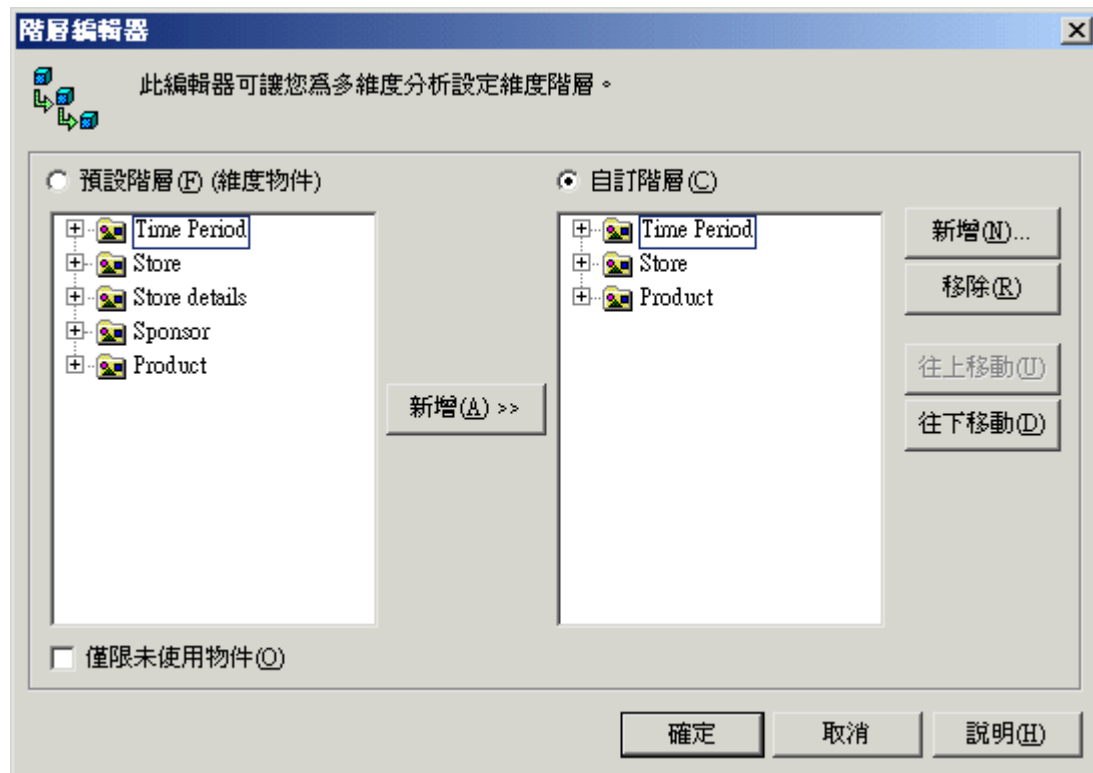 階層編輯器
此編輯器可讓您爲多維度分析設定維度階層。
預設階層(F) (維度物件)
自訂階層(C)
Time Period
Store
Store details
Sponsor
Product
新增(A) >>
Time Period
Store
Product
新增(N)...
移除(R)
往上移動(U)
往下移動(D)
僅限未使用物件(O)
確定
取消
說明(H)